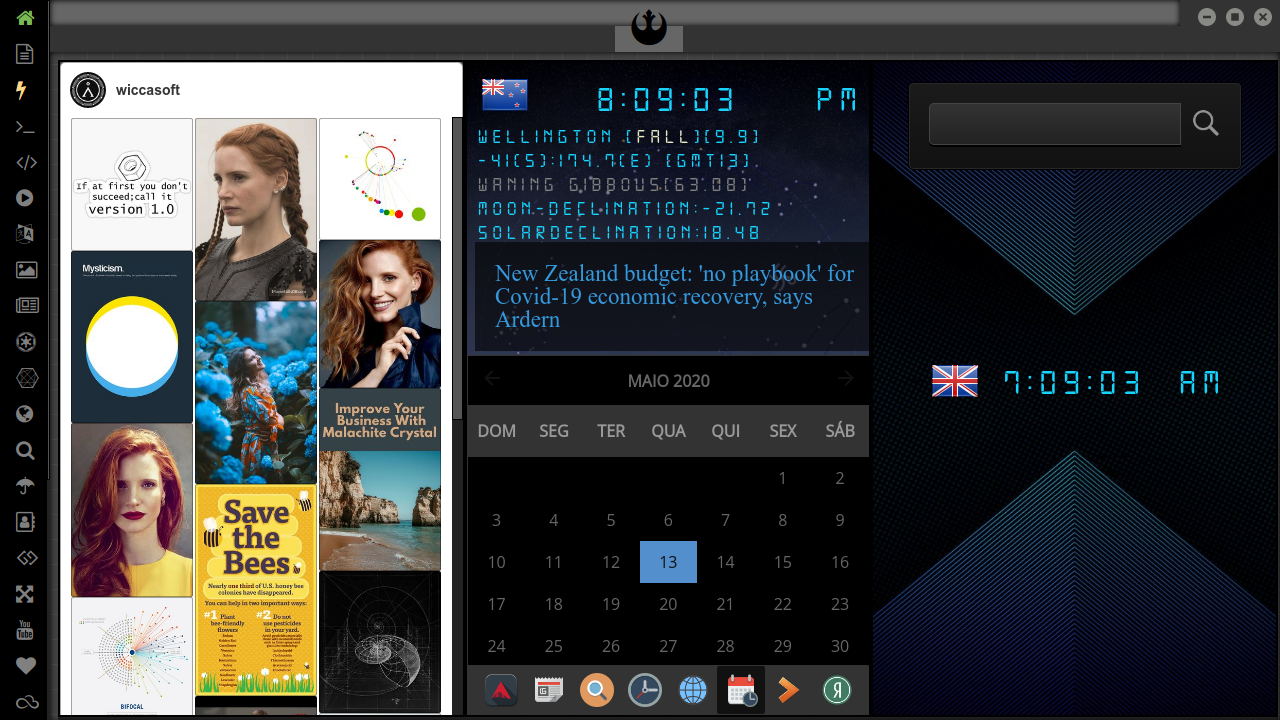 wiccasoft
If at first you don't
succeed;call it
version 1.0
Mysticism.
Improve Your
Business With
Malachite Crystal
Save
the
Bees
Nearly one third of U.S. honey bee
colonies have disappeared.
You can help in two important ways:
#1 Plant
bee-friendly
flowers
#2 Do not
use pesticides
in your yard.
BIFOCAL
8:09:03 PM
WELLINGTON (FALL)(9.9)
-41(S):174.7(E) (GMT13)
WANING GIBBOUS(63.08)
MOON-DECLINATION:-21.72
SOLARDECLINATION:18.48
New Zealand budget: 'no playbook' for
Covid-19 economic recovery, says
Ardern
MAIO 2020
DOM SEG TER QUA QUI SEX SÁB
1 2
3 4 5 6 7 8 9
10 11 12 13 14 15 16
17 18 19 20 21 22 23
24 25 26 27 28 29 30
7:09:03 AM
You
Tube